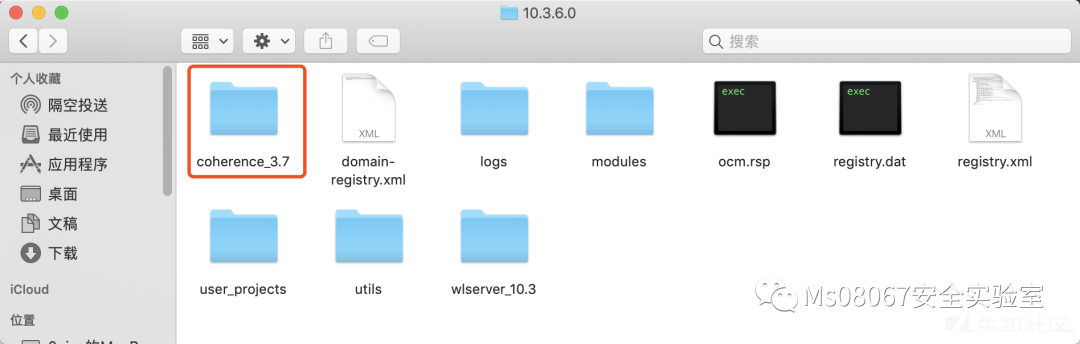 10.3.6.0
搜索
个人收藏
隔空投送
最近使用
应用程序
桌面
文稿
下载
iCloud
位置
XML
exec
exec
XML
coherence_3.7
domain-
registry.xml
logs
modules
ocm.rsp
registry.dat
registry.xml
user_projects
utils
wlserver_10.3
Ms08067安全实验室
先知社区